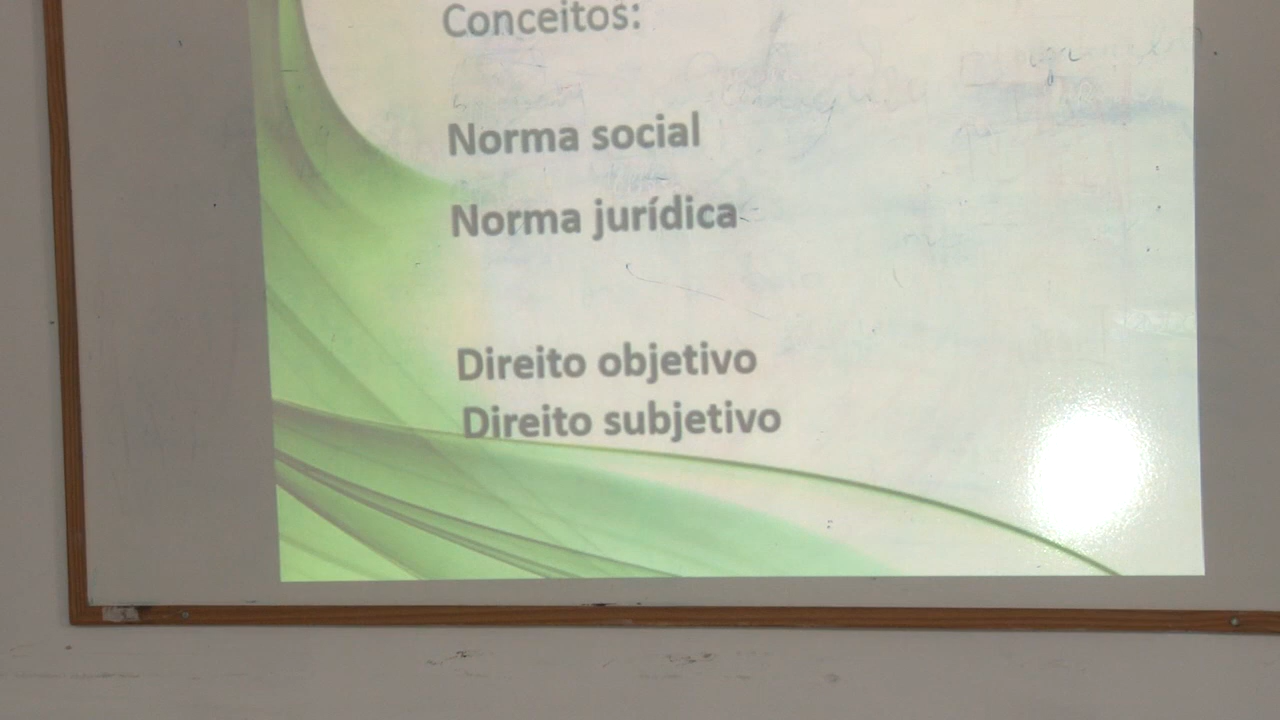 Conceitos:
Norma social
Norma jurídica
Direito objetivo
Direito subjetivo